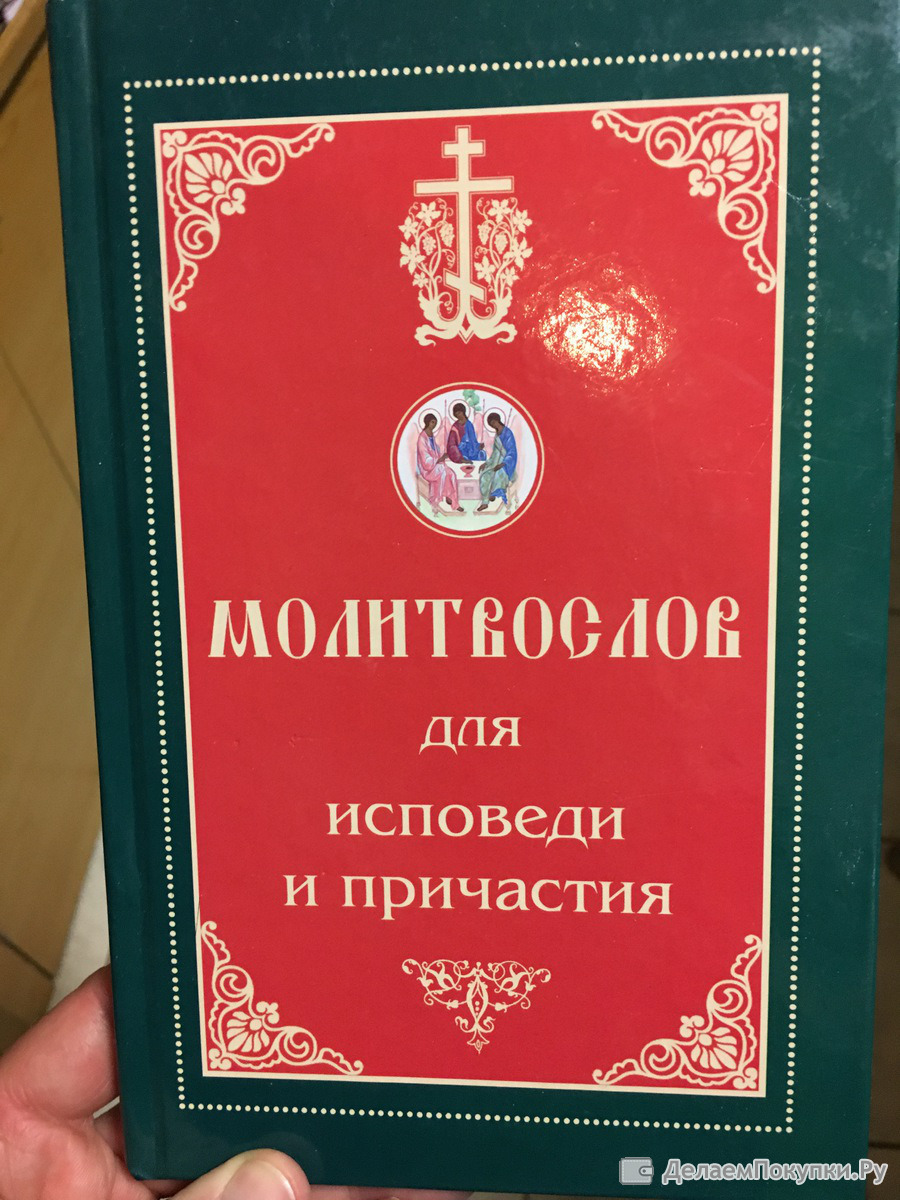 МОЛИТВОСЛОВ
для
исповеди
и причастия
ДелаемПокупки.Ру